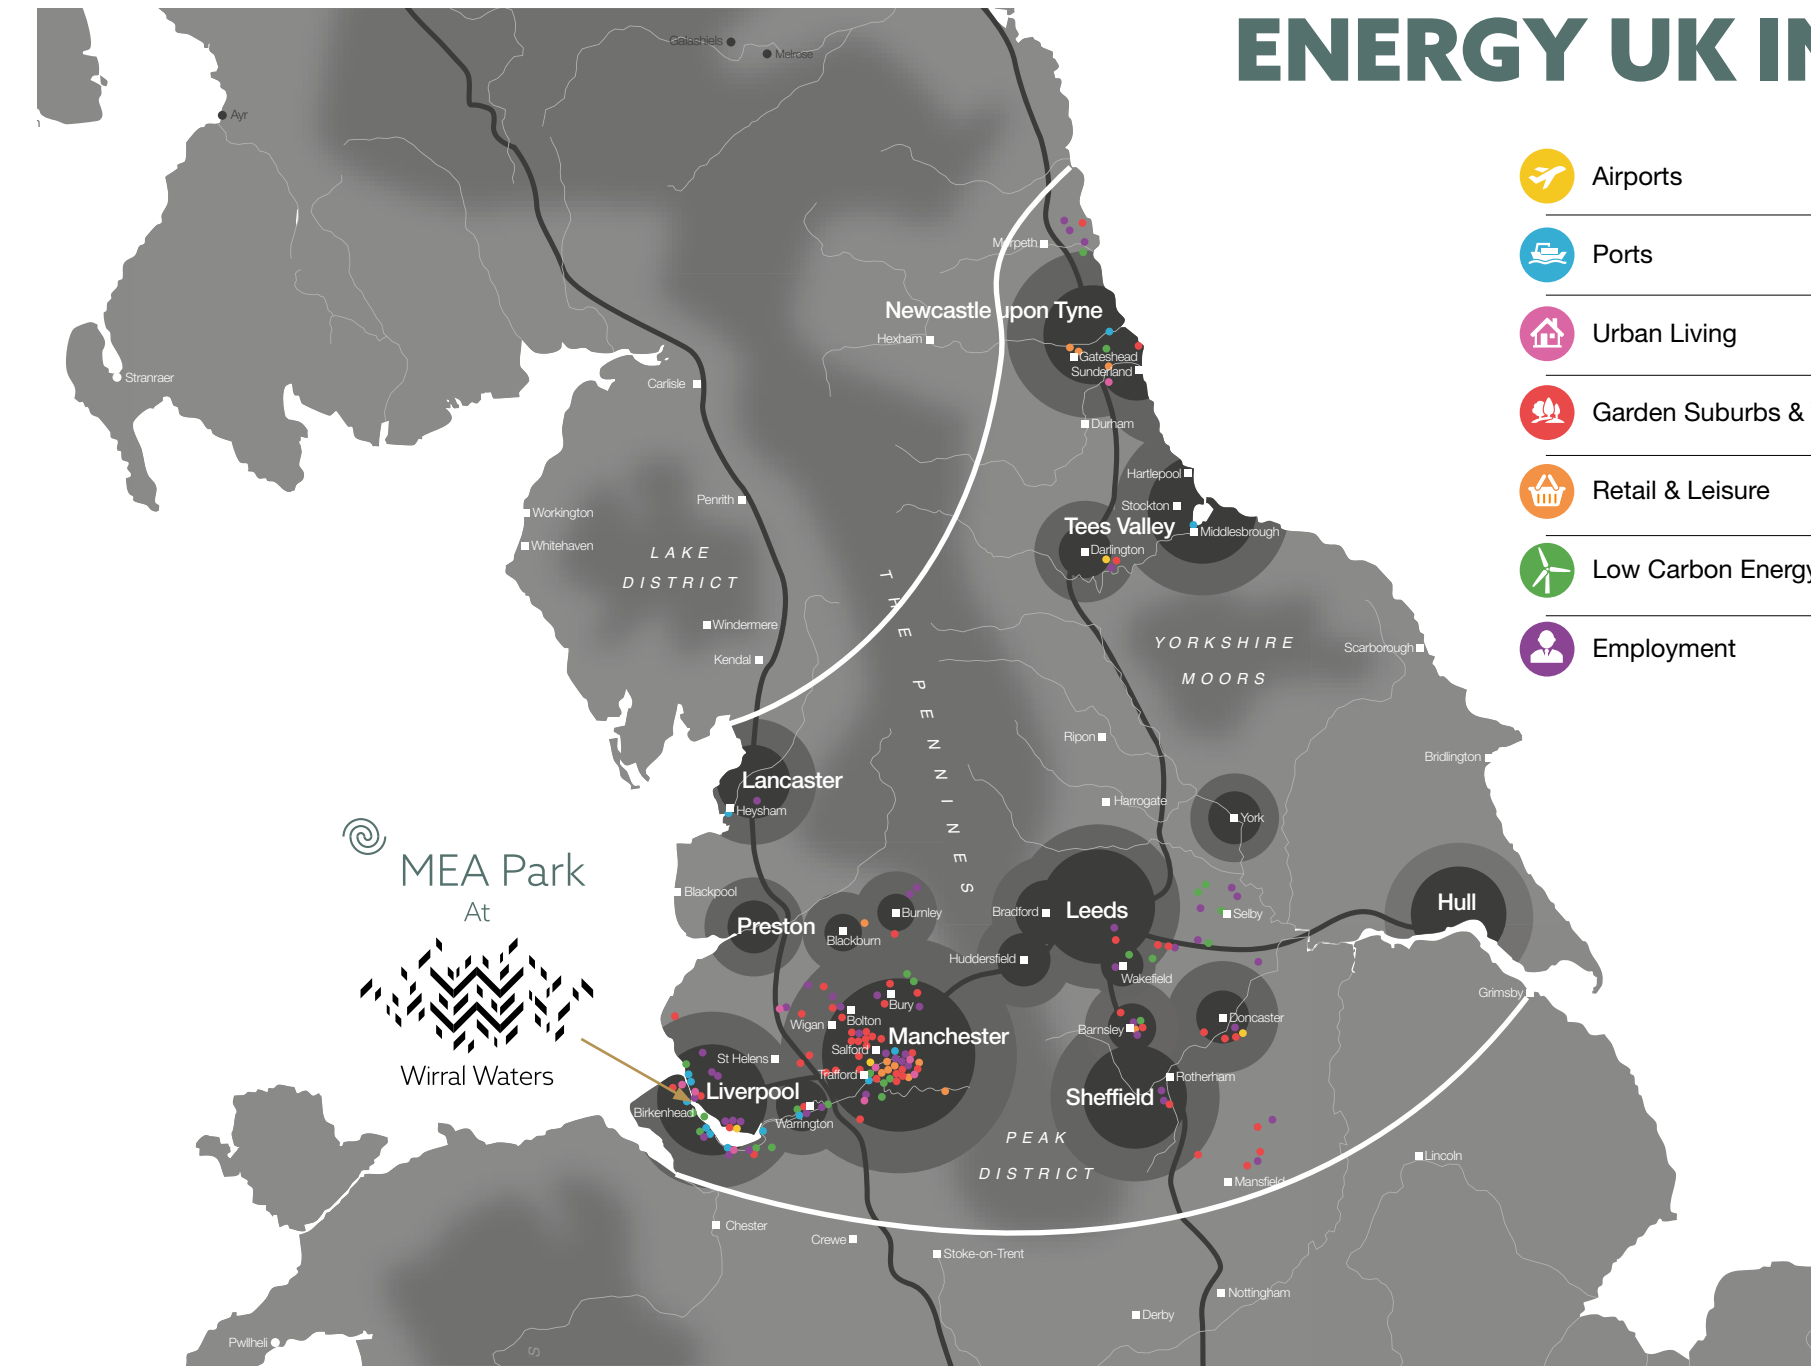 ENERGY UK IN
Galashiels
Melrose
Ayr
Airports
Ports
Urban Living
Garden Suburbs &
Retail & Leisure
Low Carbon Energy
Employment
Morpeth
Newcastle upon Tyne
Hexham
Gateshead
Sunderland
Stranraer
Carlisle
Durham
Hartlepool
Penrith
Stockton
Workington
Tees Valley
Middlesbrough
Whitehaven
Darlington
LAKE
DISTRICT
THE PENNINES
Windermere
Kendal
YORKSHIRE
MOORS
Scarborough
Ripon
Bridlington
Lancaster
Heysham
Harrogate
York
MEA Park
At
Wirral Waters
Blackpool
Preston
Blackburn
Burnley
Bradford
Leeds
Selby
Hull
Huddersfield
Wakefield
Grimsby
Bury
Bolton
Wigan
Manchester
Salford
Barnsley
Doncaster
St Helens
Trafford
Rotherham
Liverpool
Sheffield
Birkenhead
Warrington
PEAK
DISTRICT
Lincoln
Mansfield
Chester
Crewe
Stoke-on-Trent
Nottingham
Derby
Pwllheli
S